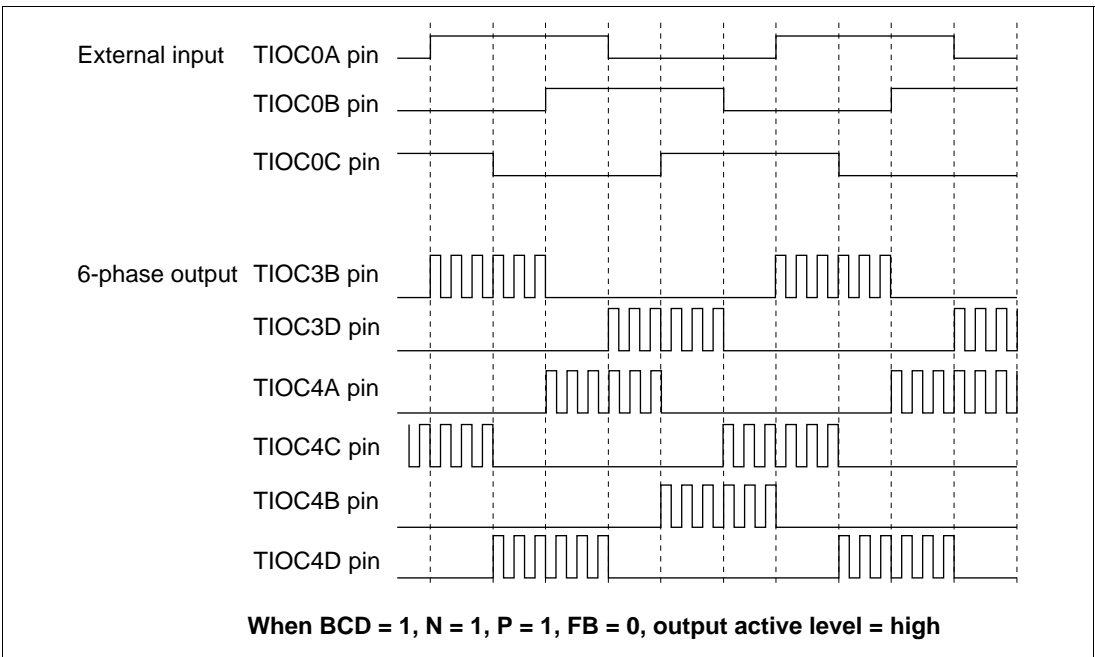 External input TIOC0A pin
TIOC0B pin
TIOC0C pin
6-phase output TIOC3B pin
TIOC3D pin
TIOC4A pin
TIOC4C pin
TIOC4B pin
TIOC4D pin
When BCD = 1, N = 1, P = 1, FB = 0, output active level = high